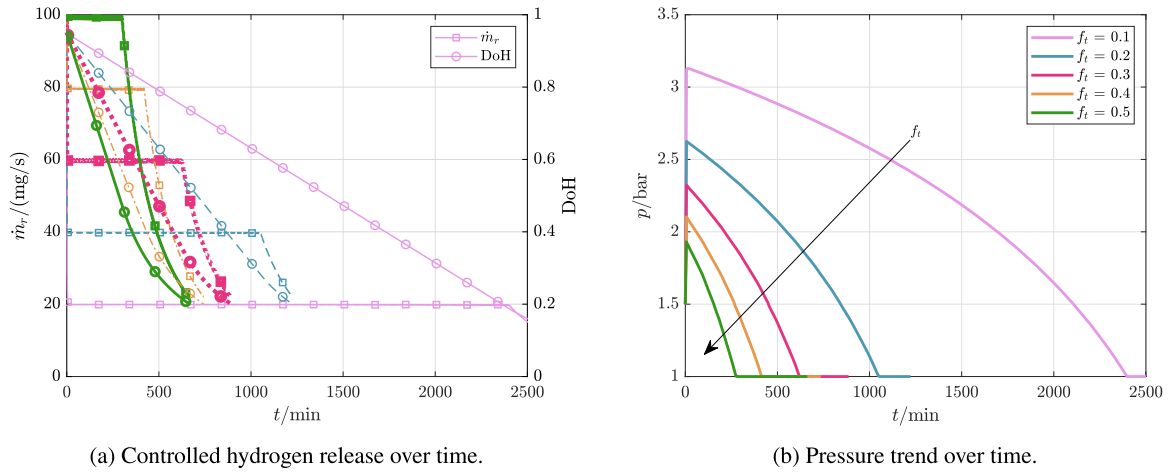 100
80
60
40
20
0
ṁ_r/(mg/s)
1
0.8
0.6
0.4
0.2
0
DoH
0
500
1000
1500
2000
2500
t/min
ṁ_r
DoH
(a) Controlled hydrogen release over time.
3.5
3
2.5
2
1.5
1
p/bar
0
500
1000
1500
2000
2500
t/min
f_t
f_t = 0.1
f_t = 0.2
f_t = 0.3
f_t = 0.4
f_t = 0.5
(b) Pressure trend over time.